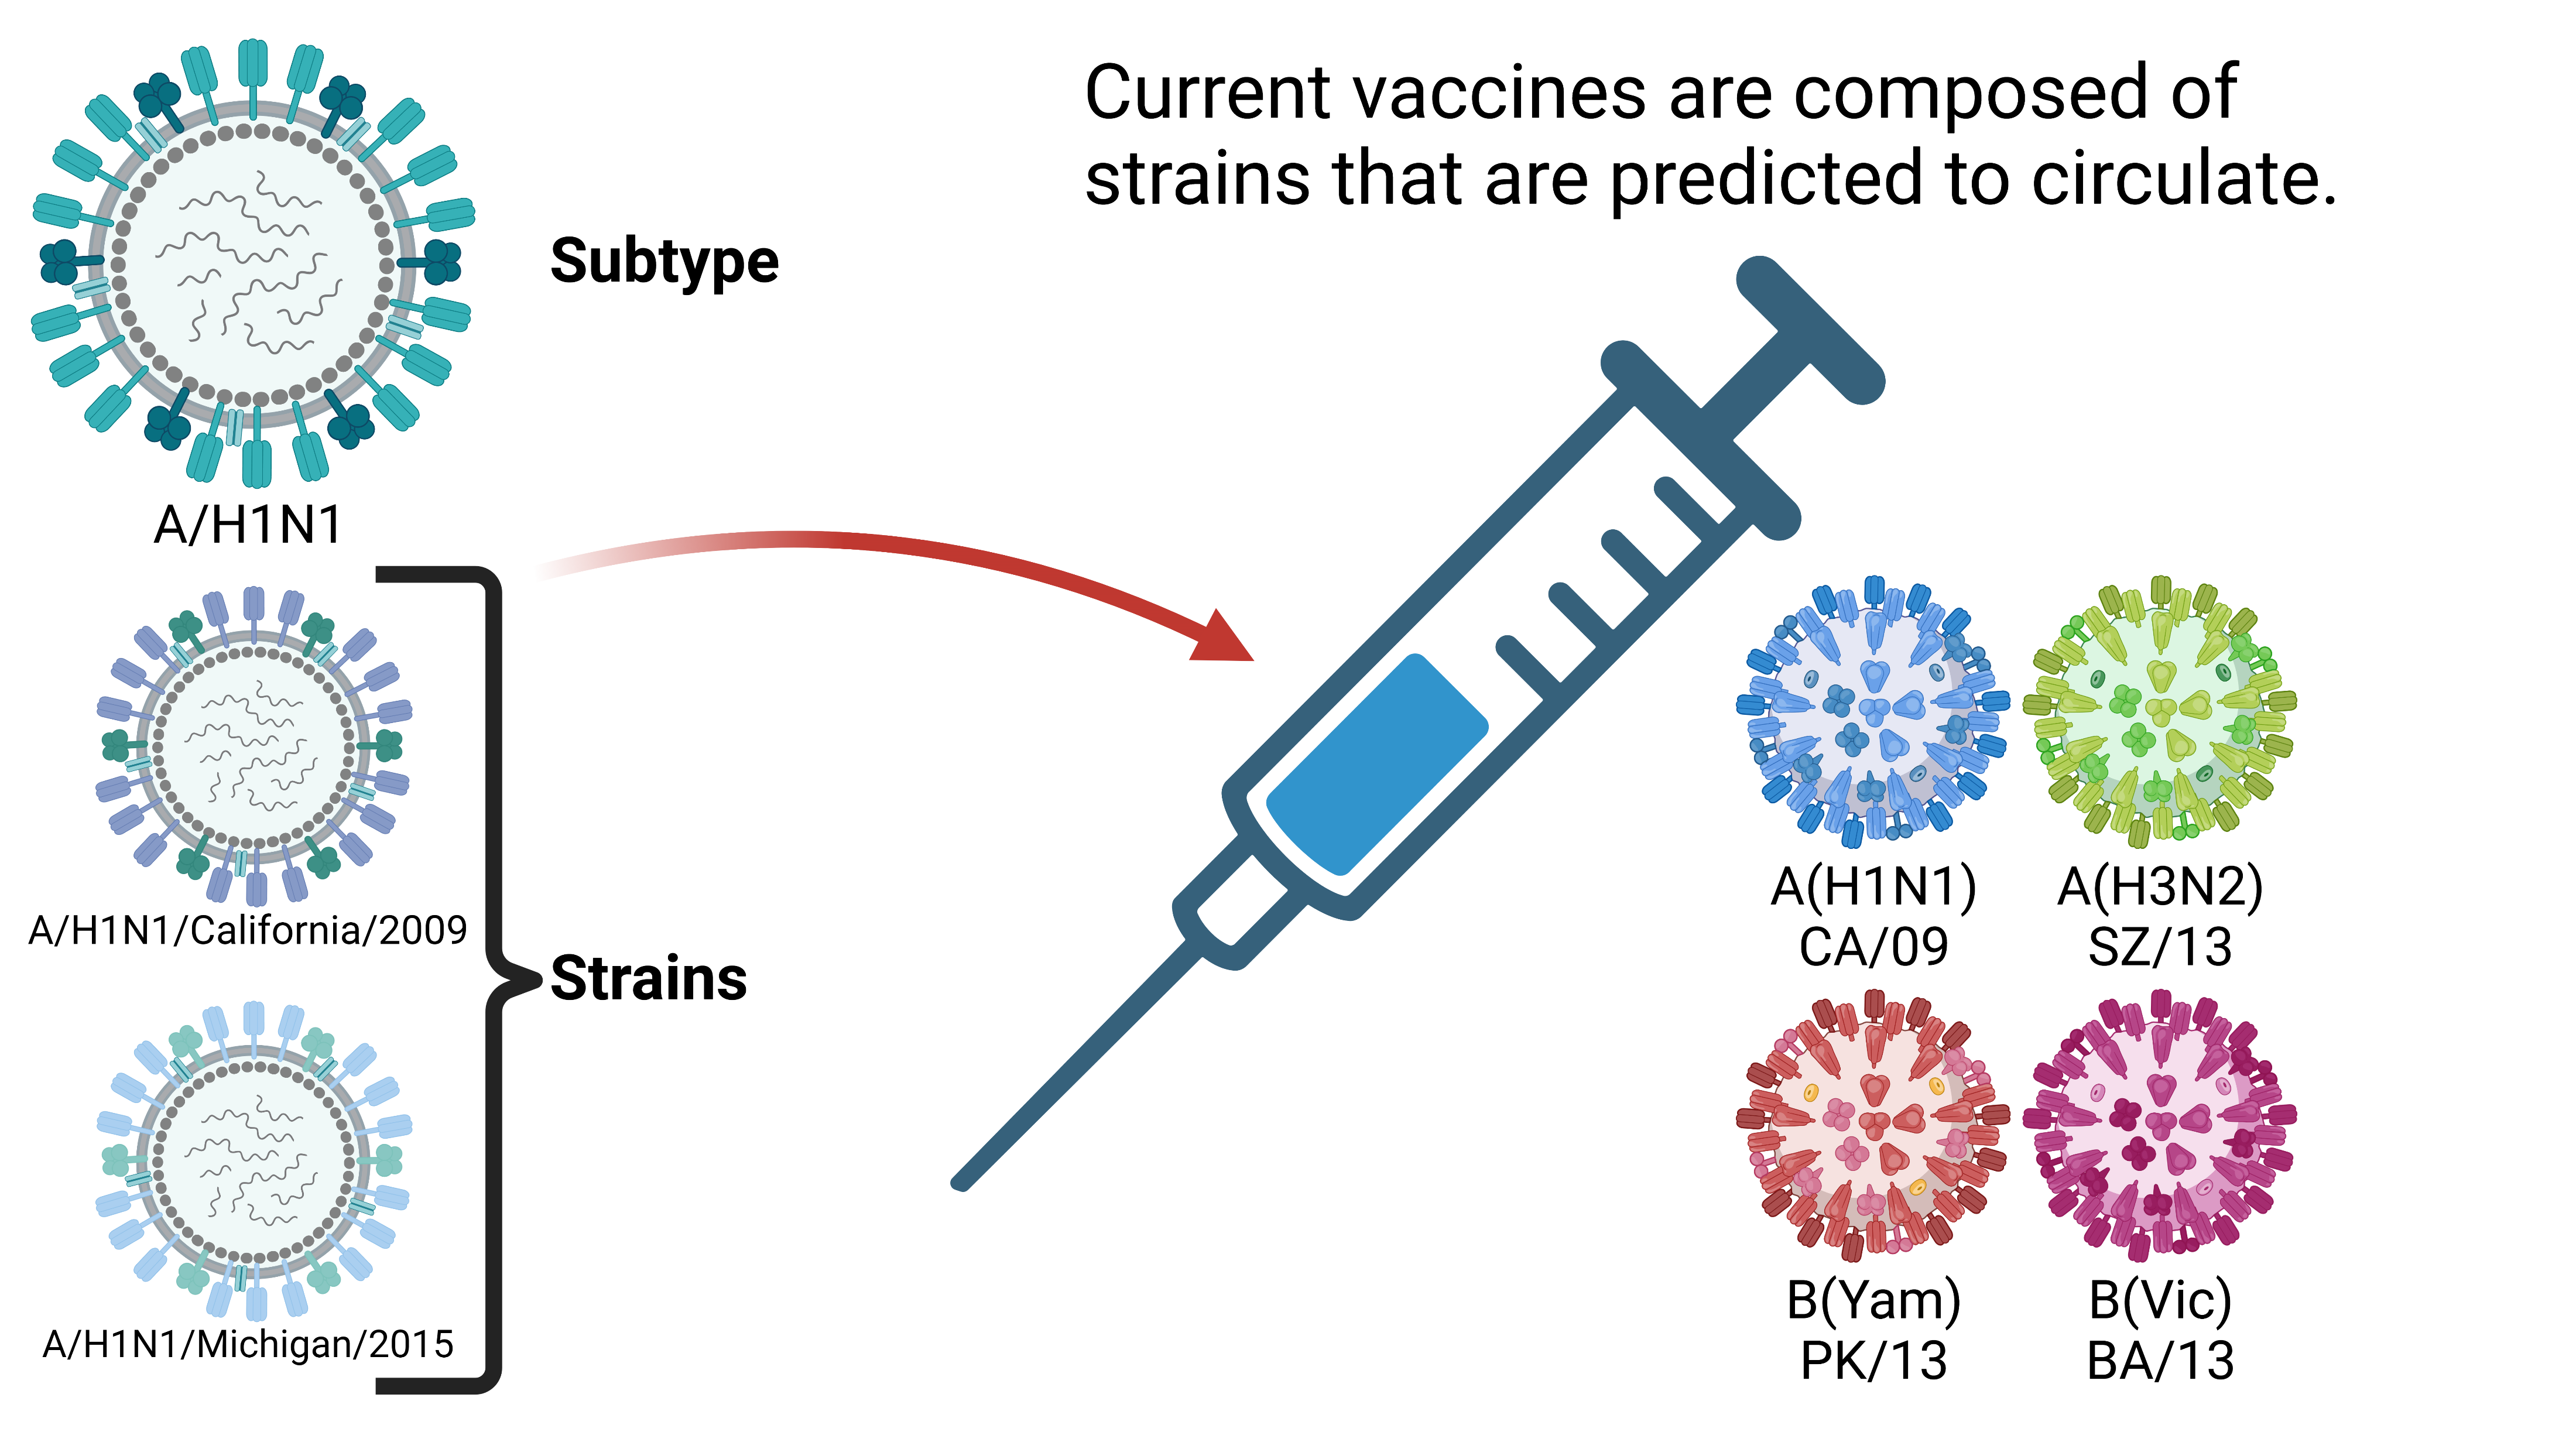 Current vaccines are composed of
strains that are predicted to circulate.
Subtype
A/H1N1
A/H1N1/California/2009
Strains
A/H1N1/Michigan/2015
A(H1N1)
CA/09
A(H3N2)
SZ/13
B(Yam)
PK/13
B(Vic)
BA/13